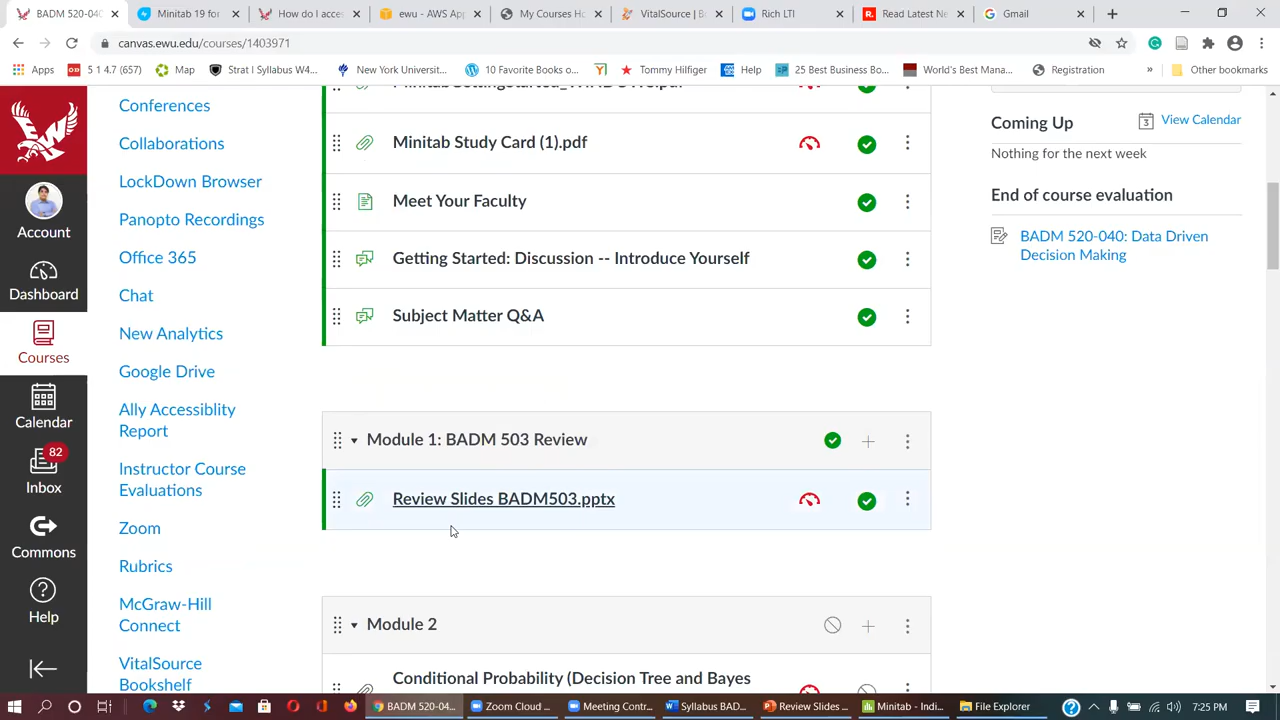 BADM 520-040
Minitab 19 for
How do I acces
ewu - AWS Ap
My Courses Ho
VitalSource | B
Rich LTI
Read Latest Ne
Gmail
canvas.ewu.edu/courses/1403971
Apps
5 1 4.7 (657)
Map
Strat I Syllabus W4...
New York Universit...
10 Favorite Books o...
Tommy Hilfiger
Help
25 Best Business Bo...
World's Best Mana...
Registration
»
Other bookmarks
Account
Dashboard
Courses
Calendar
82
Inbox
Commons
Help
Conferences
Collaborations
LockDown Browser
Panopto Recordings
Office 365
Chat
New Analytics
Google Drive
Ally Accessiblity
Report
Instructor Course
Evaluations
Zoom
Rubrics
McGraw-Hill
Connect
VitalSource
Bookshelf
Minitab Study Card (1).pdf
Meet Your Faculty
Getting Started: Discussion -- Introduce Yourself
Subject Matter Q&A
Module 1: BADM 503 Review
Review Slides BADM503.pptx
Module 2
Conditional Probability (Decision Tree and Bayes
Coming Up
3
View Calendar
Nothing for the next week
End of course evaluation
BADM 520-040: Data Driven
Decision Making
BADM 520-04...
Zoom Cloud ...
Meeting Contr...
Syllabus BAD...
Review Slides ...
Minitab - Indi...
File Explorer
7:25 PM